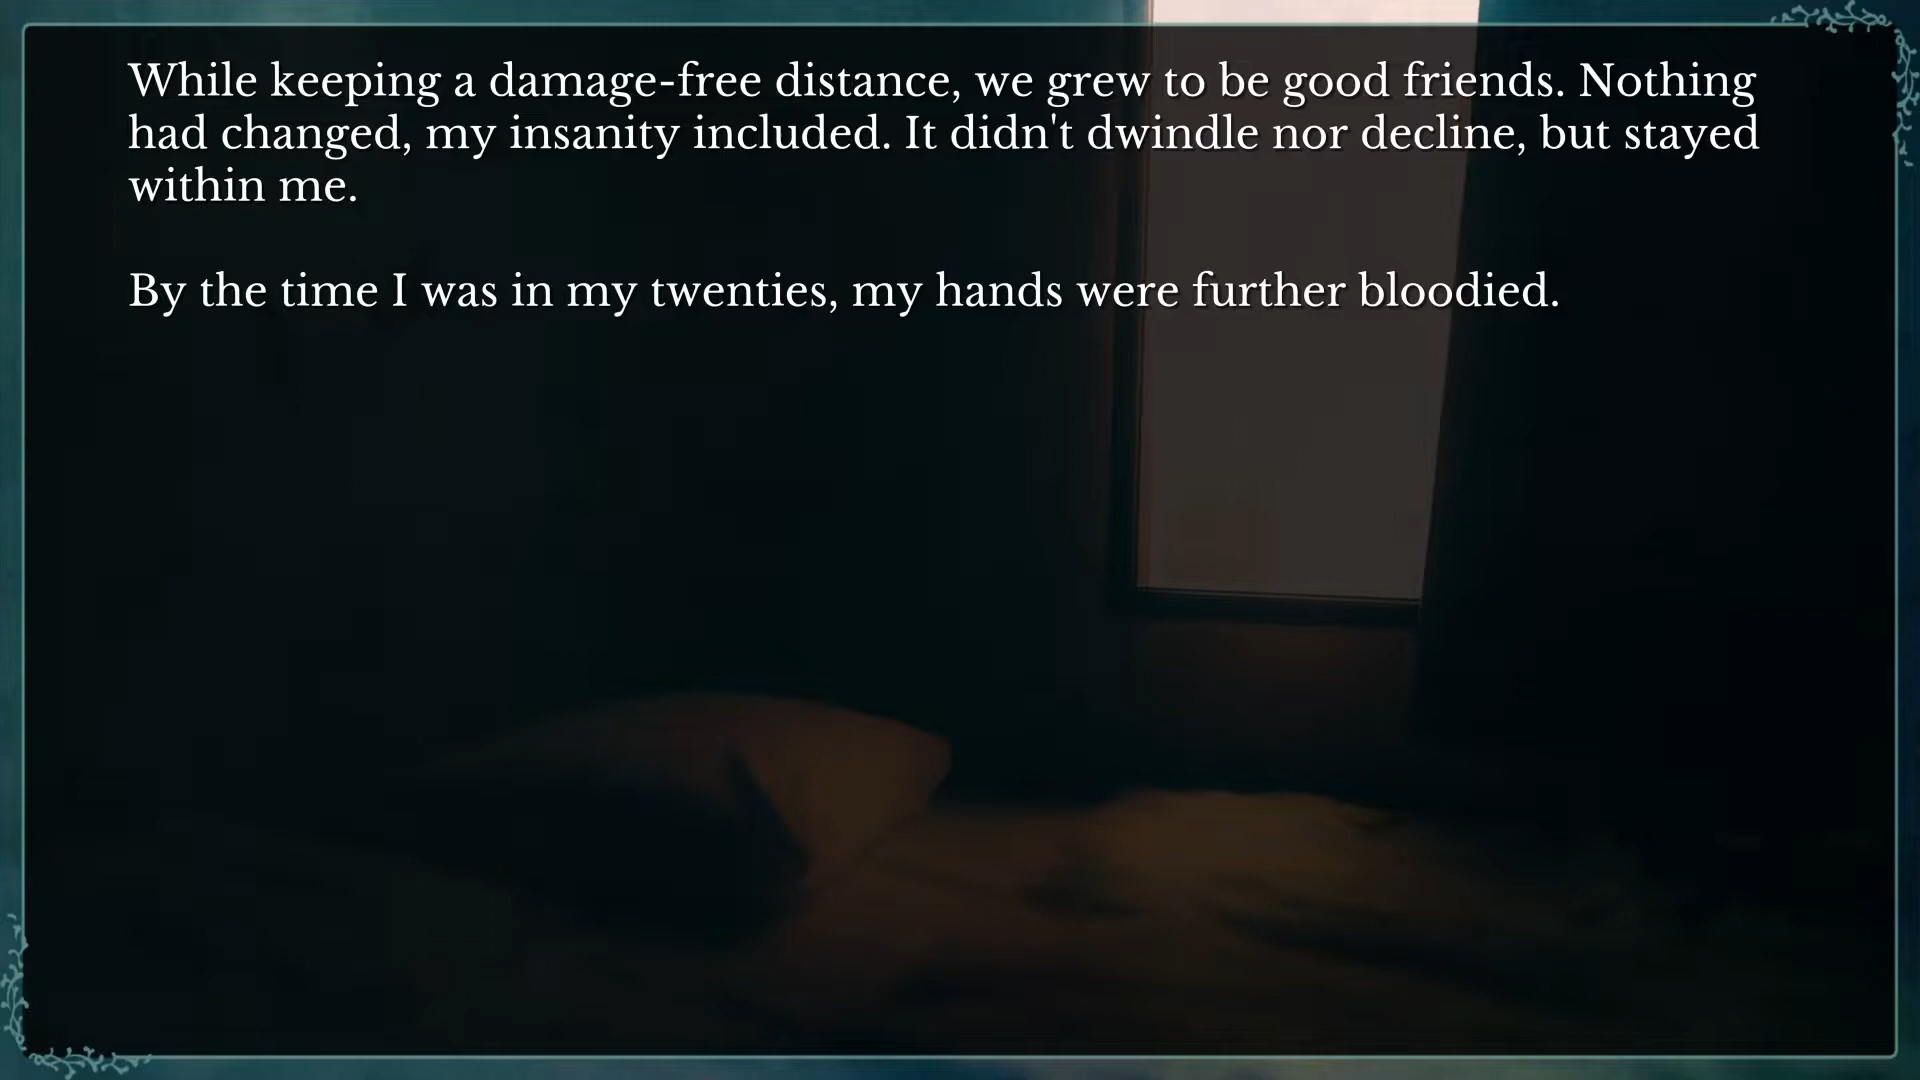 While keeping a damage-free distance, we grew to be good friends. Nothing
had changed, my insanity included. It didn't dwindle nor decline, but stayed
within me.
By the time I was in my twenties, my hands were further bloodied.